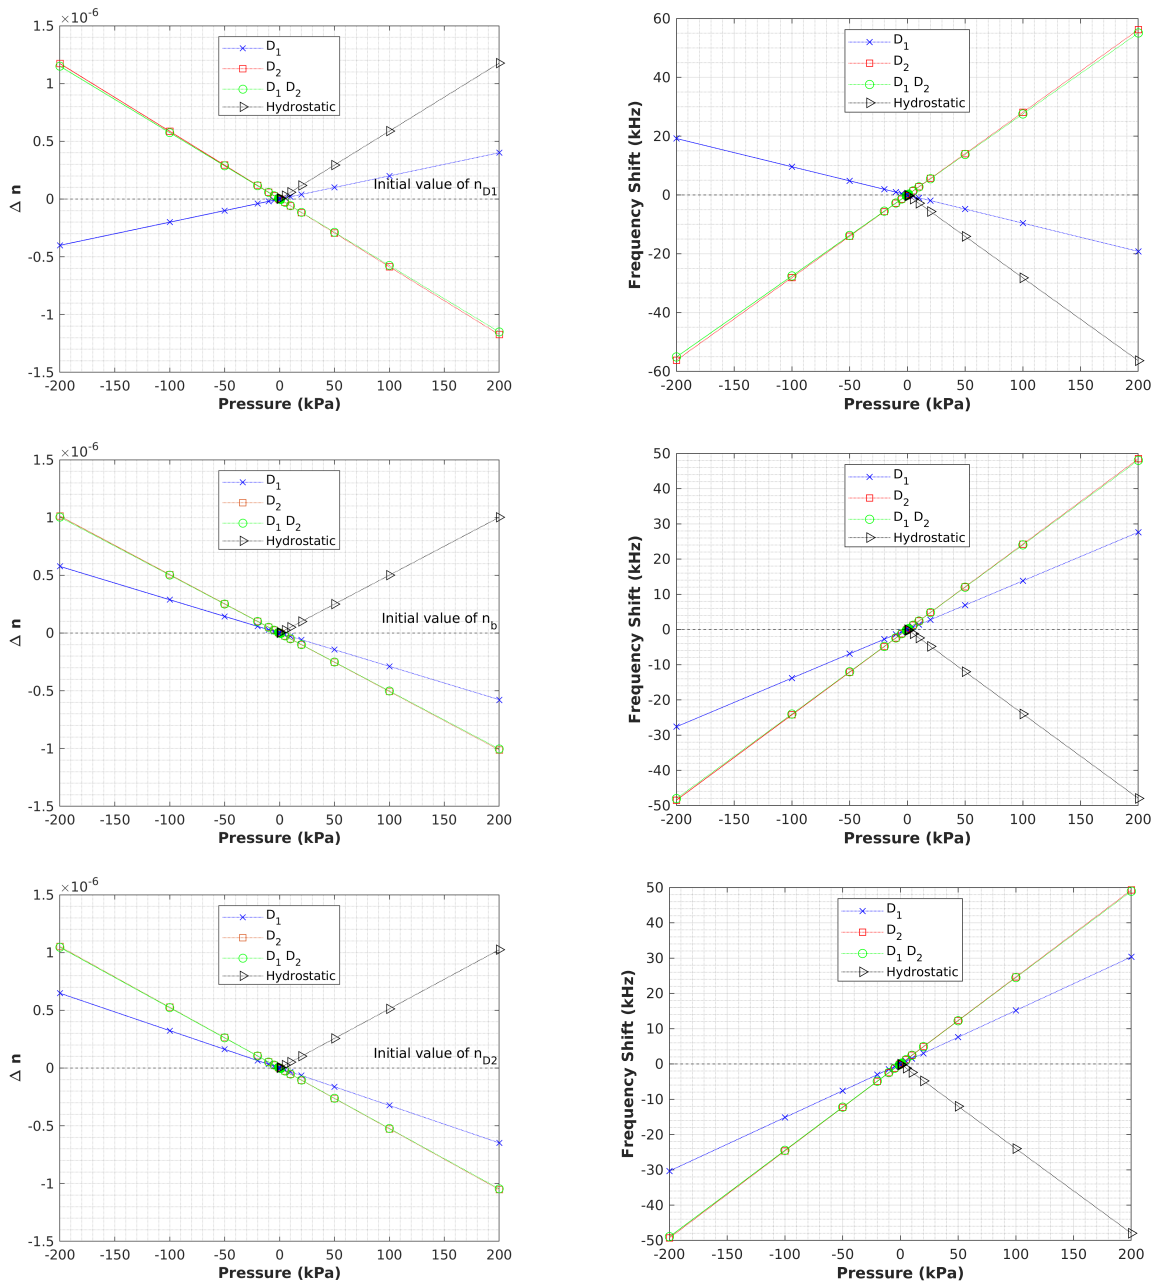 ×10-6
1.5
1
0.5
0
-0.5
-1
-1.5
Δ n
D1
D2
D1 D2
Hydrostatic
Initial value of nD1
-200 -150 -100 -50 0 50 100 150 200
Pressure (kPa)
60
40
20
0
-20
-40
-60
Frequency Shift (kHz)
D1
D2
D1 D2
Hydrostatic
-200 -150 -100 -50 0 50 100 150 200
Pressure (kPa)
×10-6
1.5
1
0.5
0
-0.5
-1
-1.5
Δ n
D1
D2
D1 D2
Hydrostatic
Initial value of nb
-200 -150 -100 -50 0 50 100 150 200
Pressure (kPa)
50
40
30
20
10
0
-10
-20
-30
-40
-50
Frequency Shift (kHz)
D1
D2
D1 D2
Hydrostatic
-200 -150 -100 -50 0 50 100 150 200
Pressure (kPa)
×10-6
1.5
1
0.5
0
-0.5
-1
-1.5
Δ n
D1
D2
D1 D2
Hydrostatic
Initial value of nD2
-200 -150 -100 -50 0 50 100 150 200
Pressure (kPa)
50
40
30
20
10
0
-10
-20
-30
-40
-50
Frequency Shift (kHz)
D1
D2
D1 D2
Hydrostatic
-200 -150 -100 -50 0 50 100 150 200
Pressure (kPa)